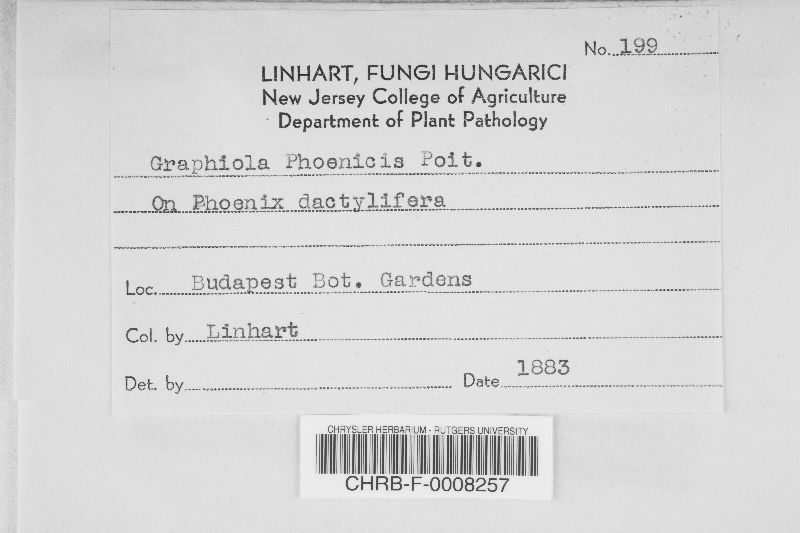 No. 199
LINHART, FUNGI HUNGARICI
New Jersey College of Agriculture
Department of Plant Pathology
Graphiola Phoenicis Poit.
On Phoenix dactylifera
Loc. Budapest Bot. Gardens
Col. by Linhart
Det. by Date 1883
CHRYSLER HERBARIUM - RUTGERS UNIVERSITY
CHRB-F-0008257